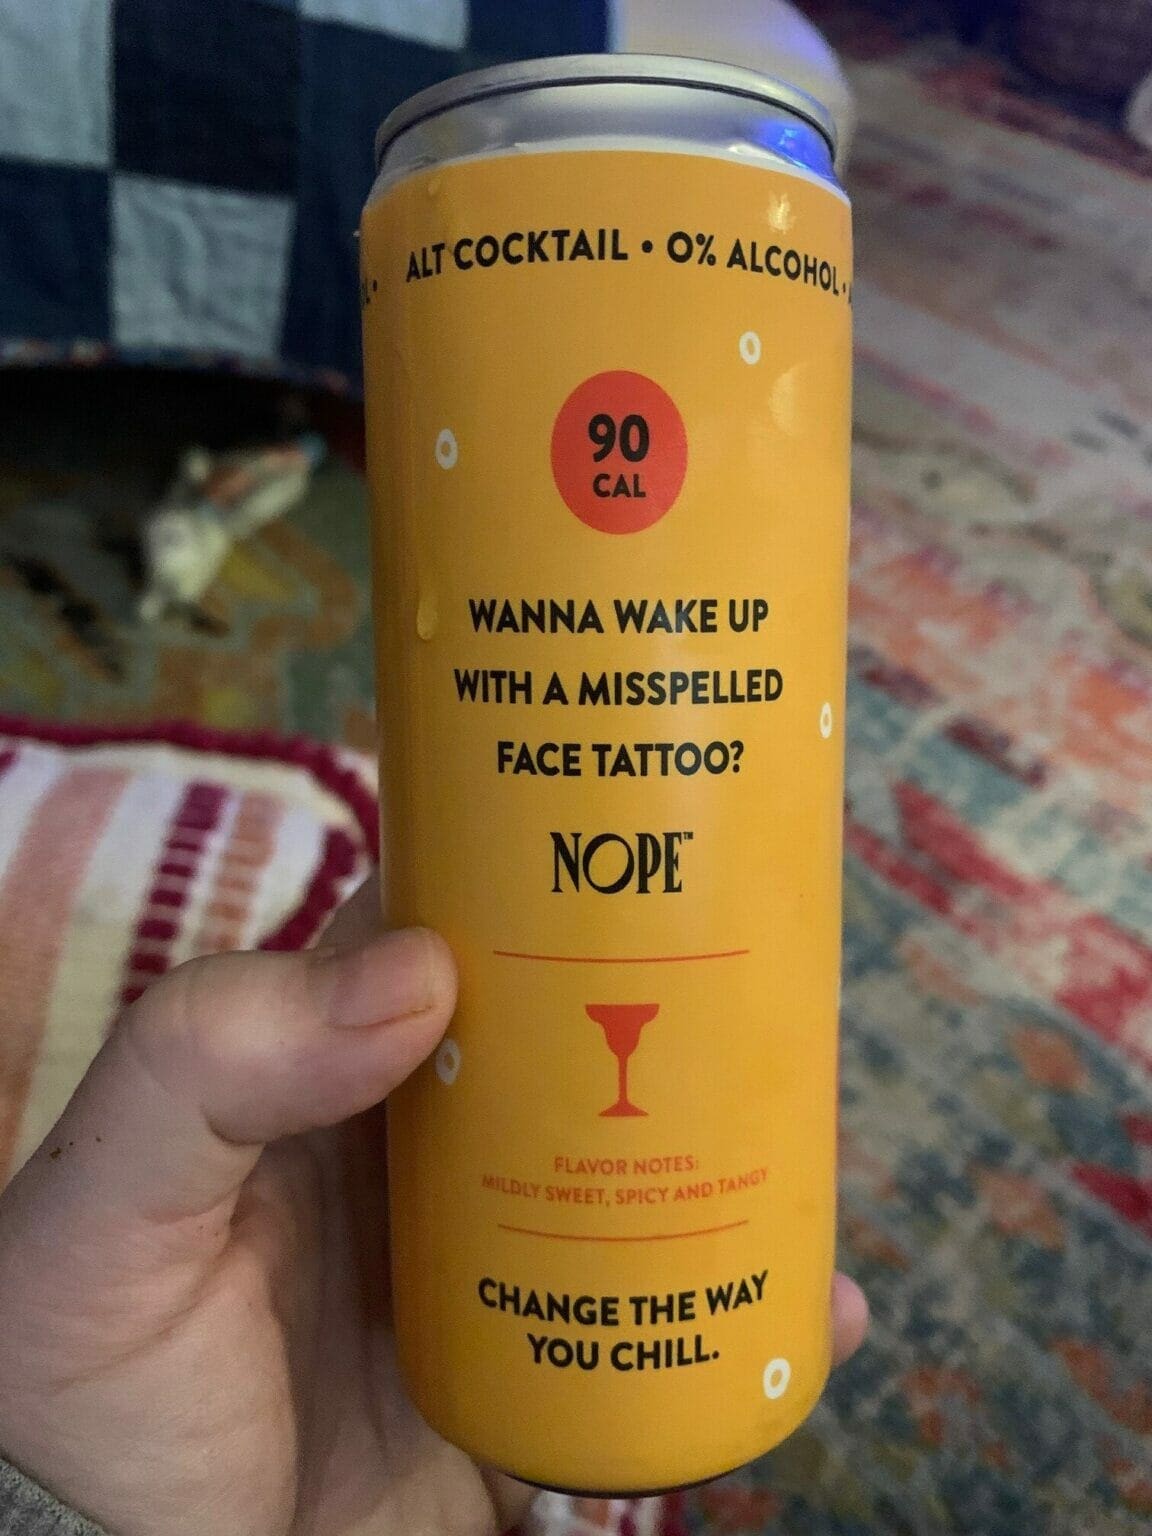 ALT COCKTAIL • 0% ALCOHOL •
90
CAL
WANNA WAKE UP
WITH A MISSPELLED
FACE TATTOO?
NOPE™
FLAVOR NOTES:
MILDLY SWEET, SPICY AND TANGY
CHANGE THE WAY
YOU CHILL.